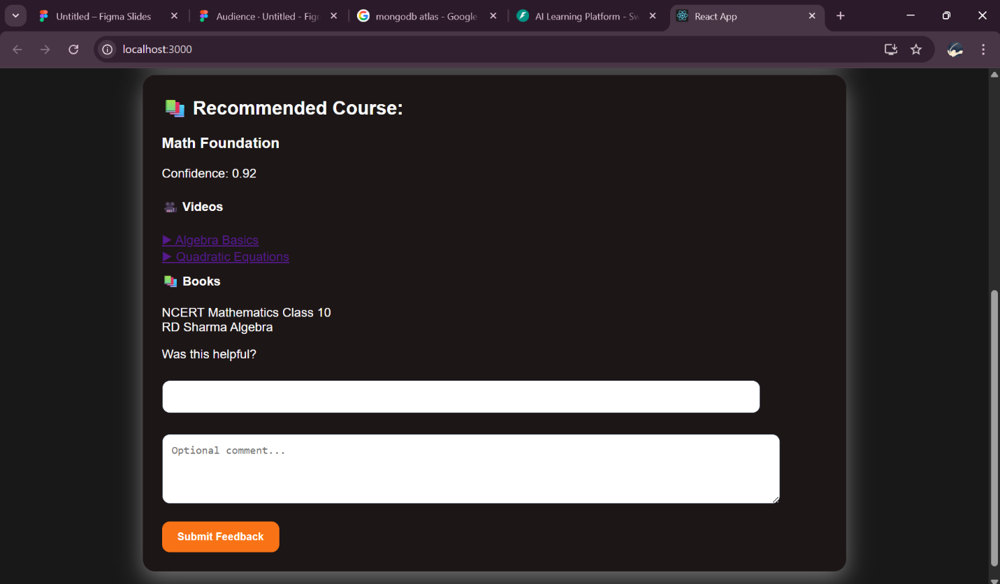 Untitled – Figma Slides
Audience · Untitled - Fig
mongodb atlas - Google
AI Learning Platform - Sw
React App
localhost:3000
Recommended Course:
Math Foundation
Confidence: 0.92
Videos
▶ Algebra Basics
▶ Quadratic Equations
Books
NCERT Mathematics Class 10
RD Sharma Algebra
Was this helpful?
Optional comment...
Submit Feedback